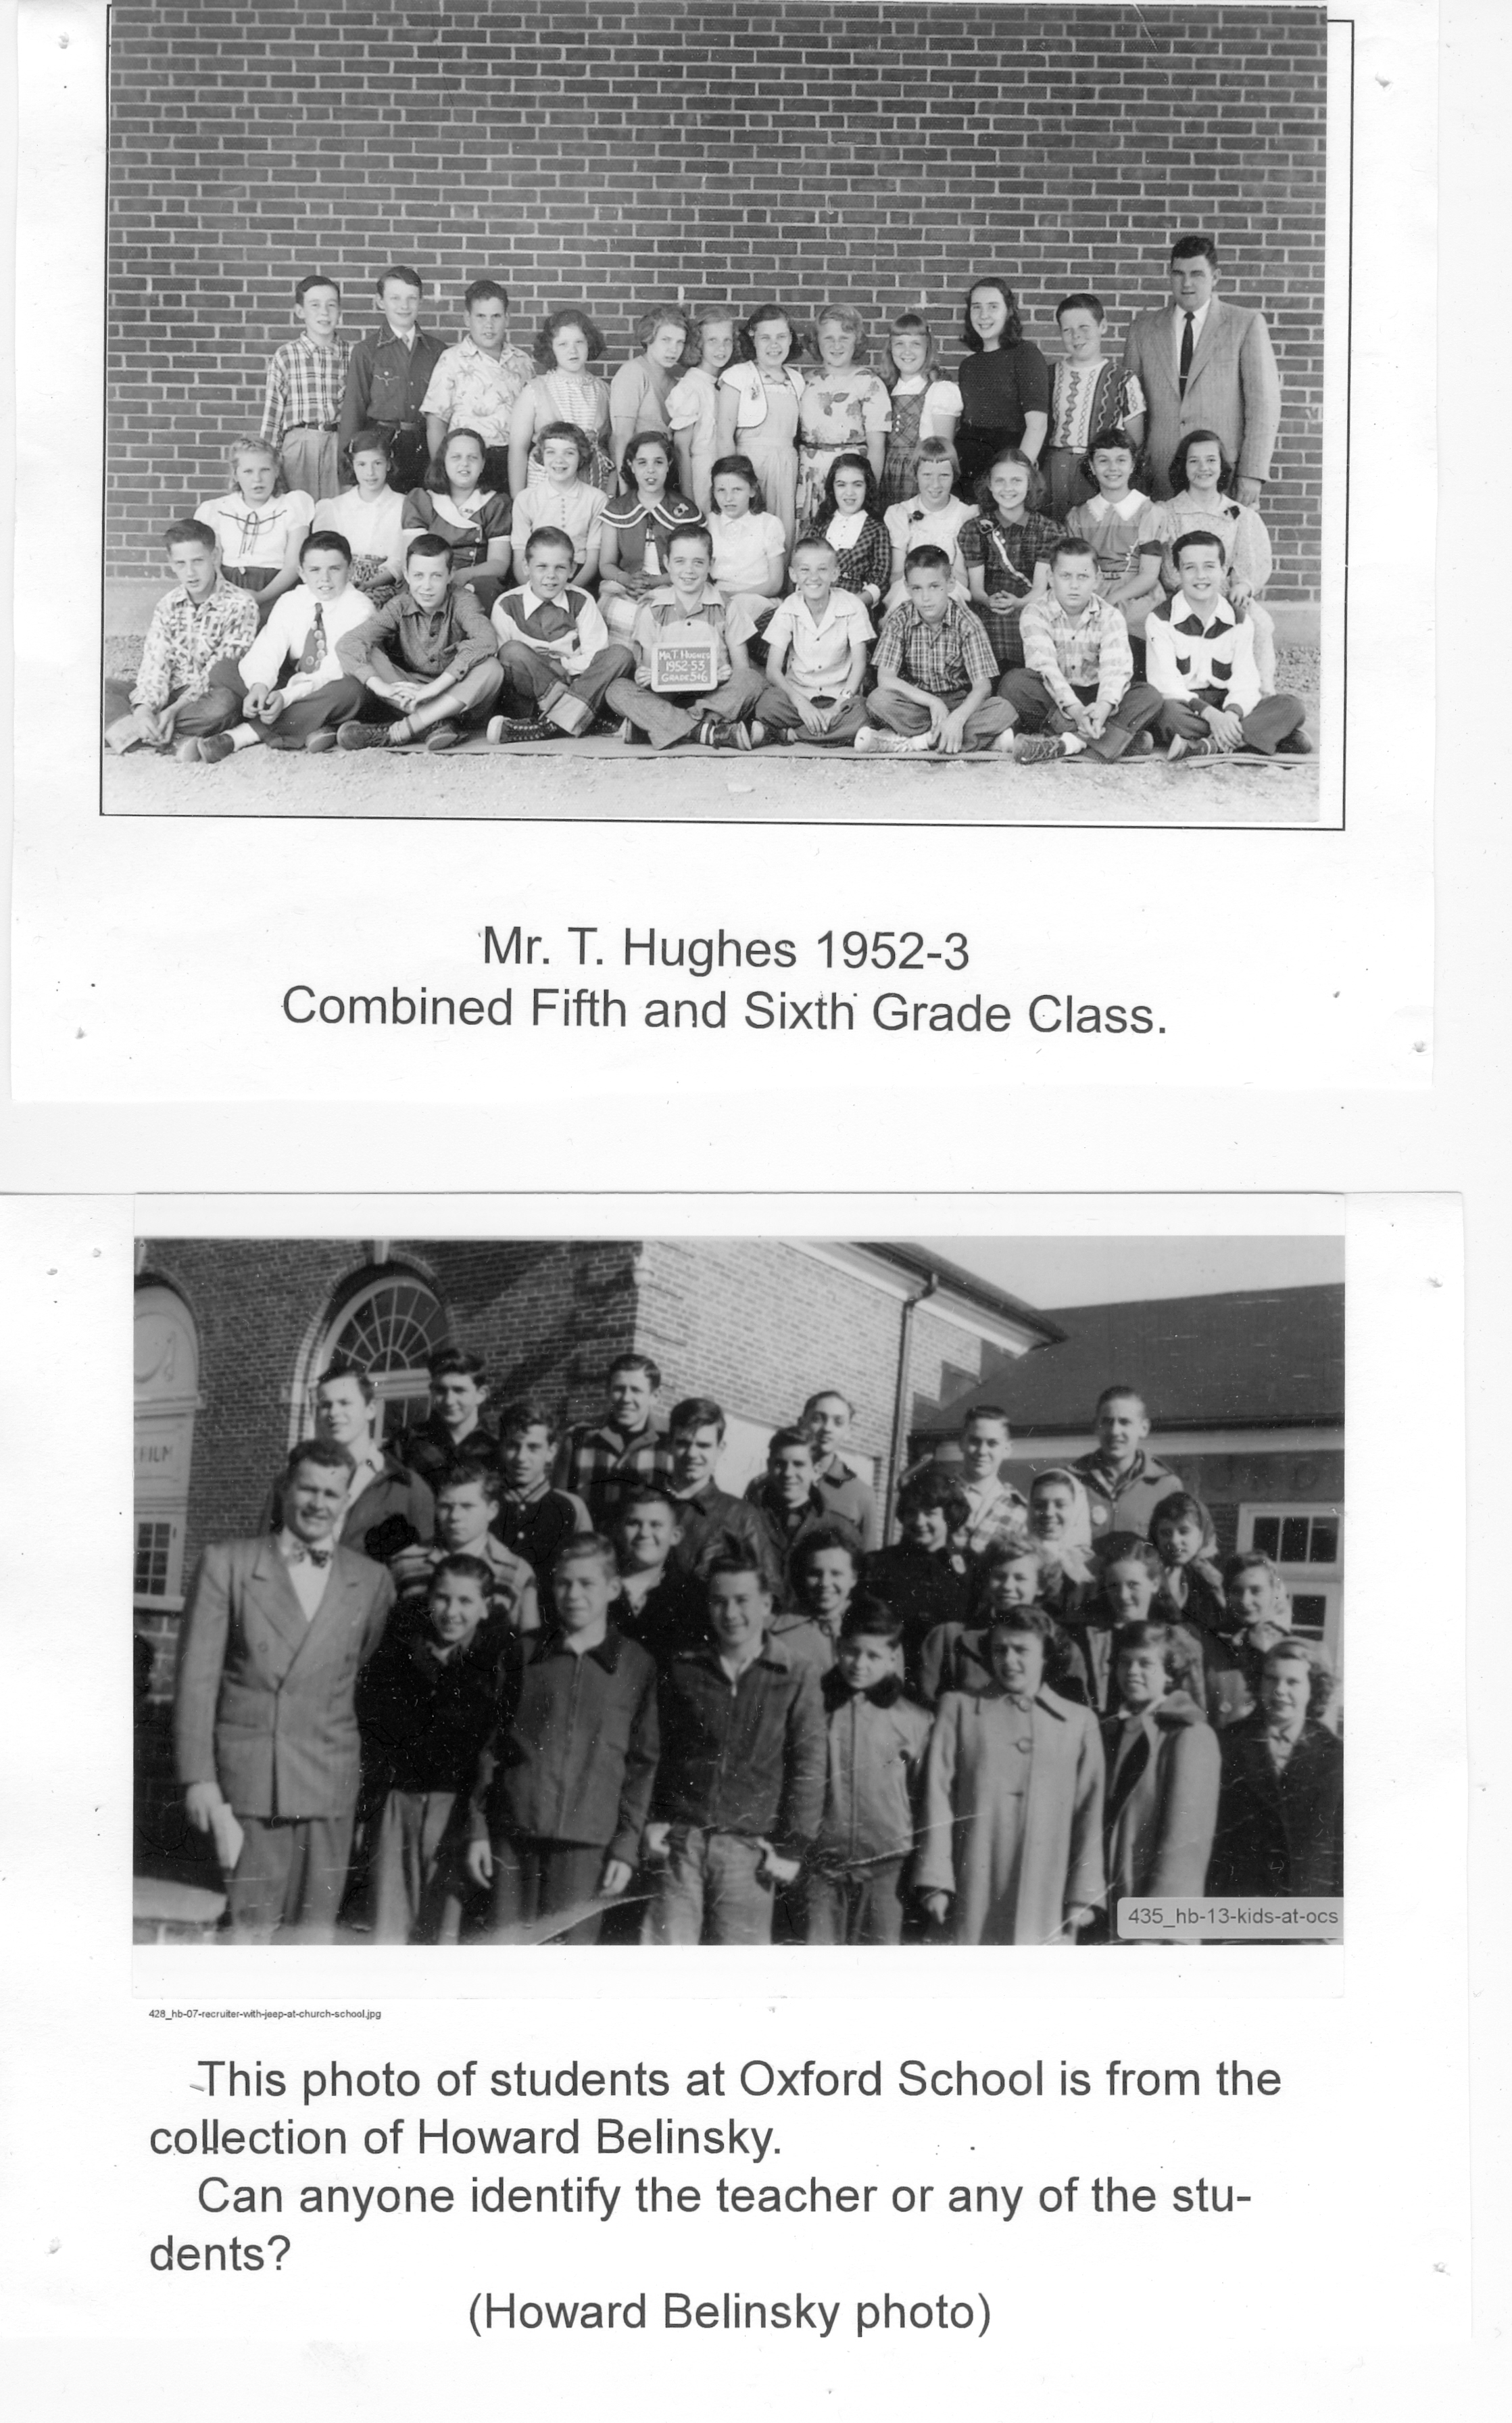 MR.T. HUGHES
1952-53
GRADE 5+6
Mr. T. Hughes 1952-3
Combined Fifth and Sixth Grade Class.
FILM
435_hb-13-kids-at-ocs
428_hb-07-recruiter-with-jeep-at-church-school.jpg
This photo of students at Oxford School is from the
collection of Howard Belinsky.
Can anyone identify the teacher or any of the stu-
dents?
(Howard Belinsky photo)